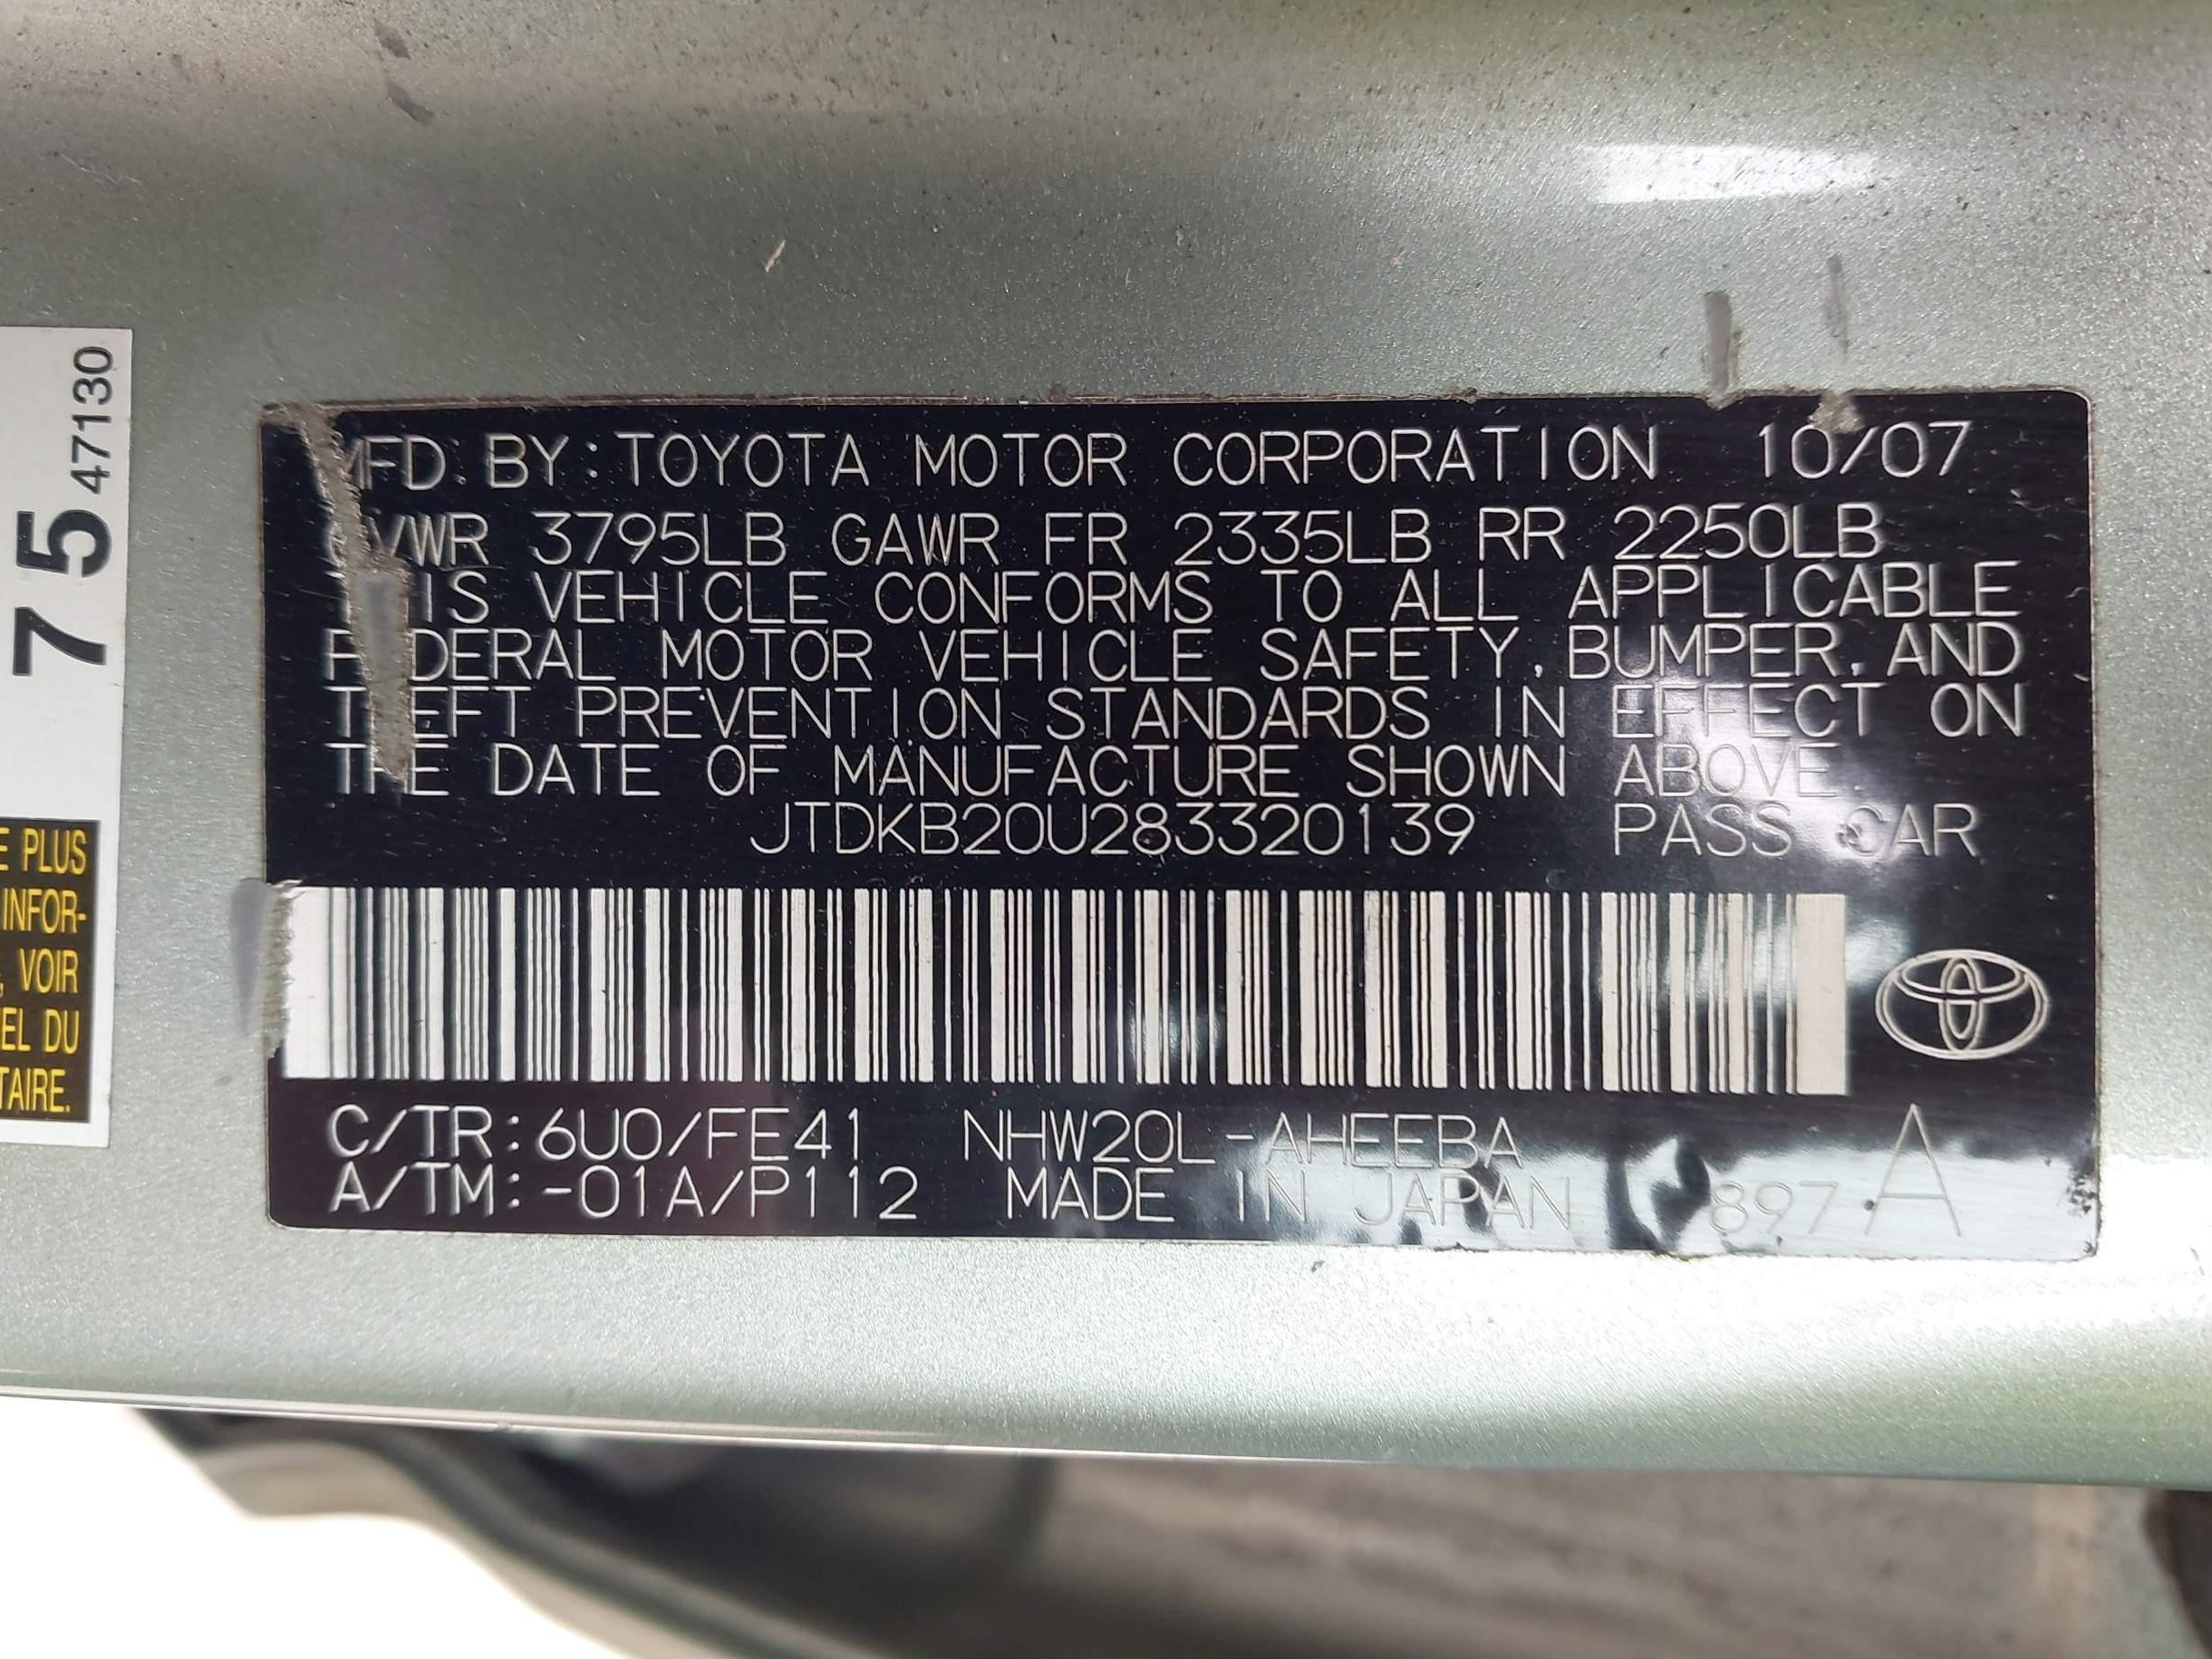 47130
7 5
E PLUS
INFOR-
, VOIR
EL DU
TAIRE.
MFD. BY: TOYOTA MOTOR CORPORATION 10/07
GVWR 3795LB GAWR FR 2335LB RR 2250LB
THIS VEHICLE CONFORMS TO ALL APPLICABLE
FEDERAL MOTOR VEHICLE SAFETY, BUMPER, AND
THEFT PREVENTION STANDARDS IN EFFECT ON
THE DATE OF MANUFACTURE SHOWN ABOVE.
JTDKB20U283320139 PASS CAR
C/TR: 6U0/FE41 NHW20L-AHEEBA
A/TM: -01A/P112 MADE IN JAPAN 897 A